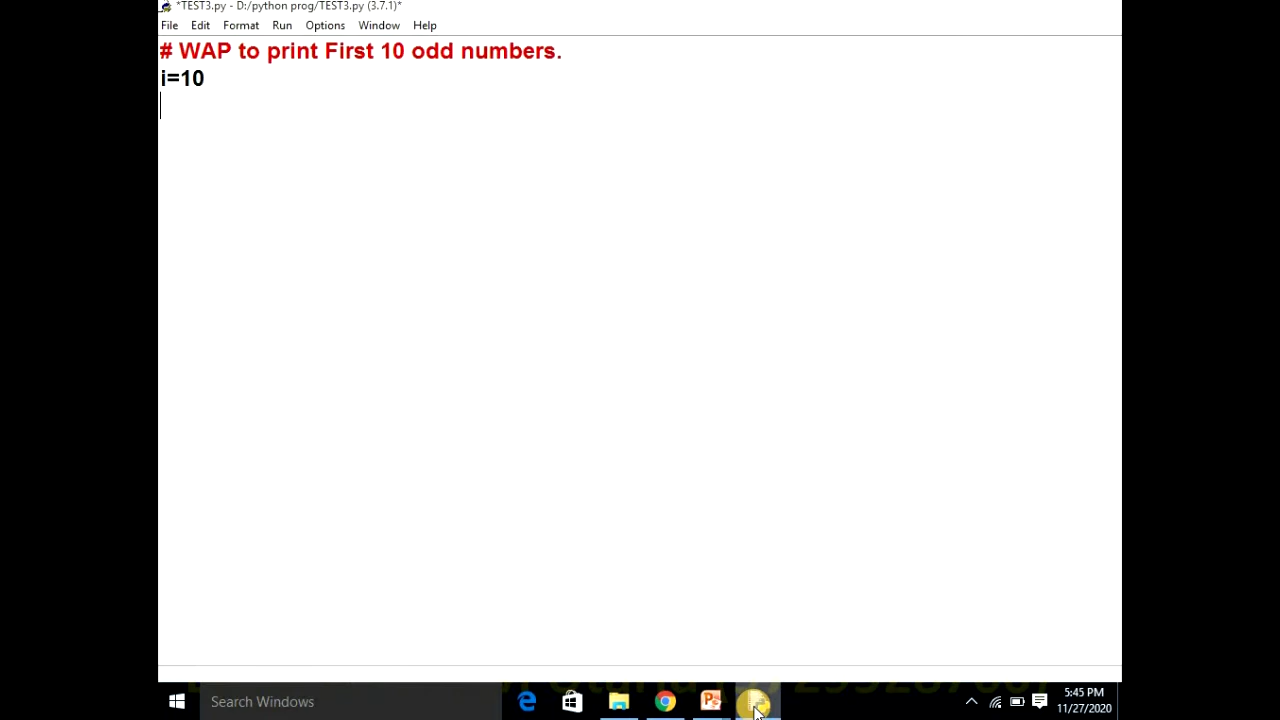 *TEST3.py - D:/python prog/TEST3.py (3.7.1)*
File Edit Format Run Options Window Help
# WAP to print First 10 odd numbers.
i=10
Search Windows
5:45 PM
11/27/2020